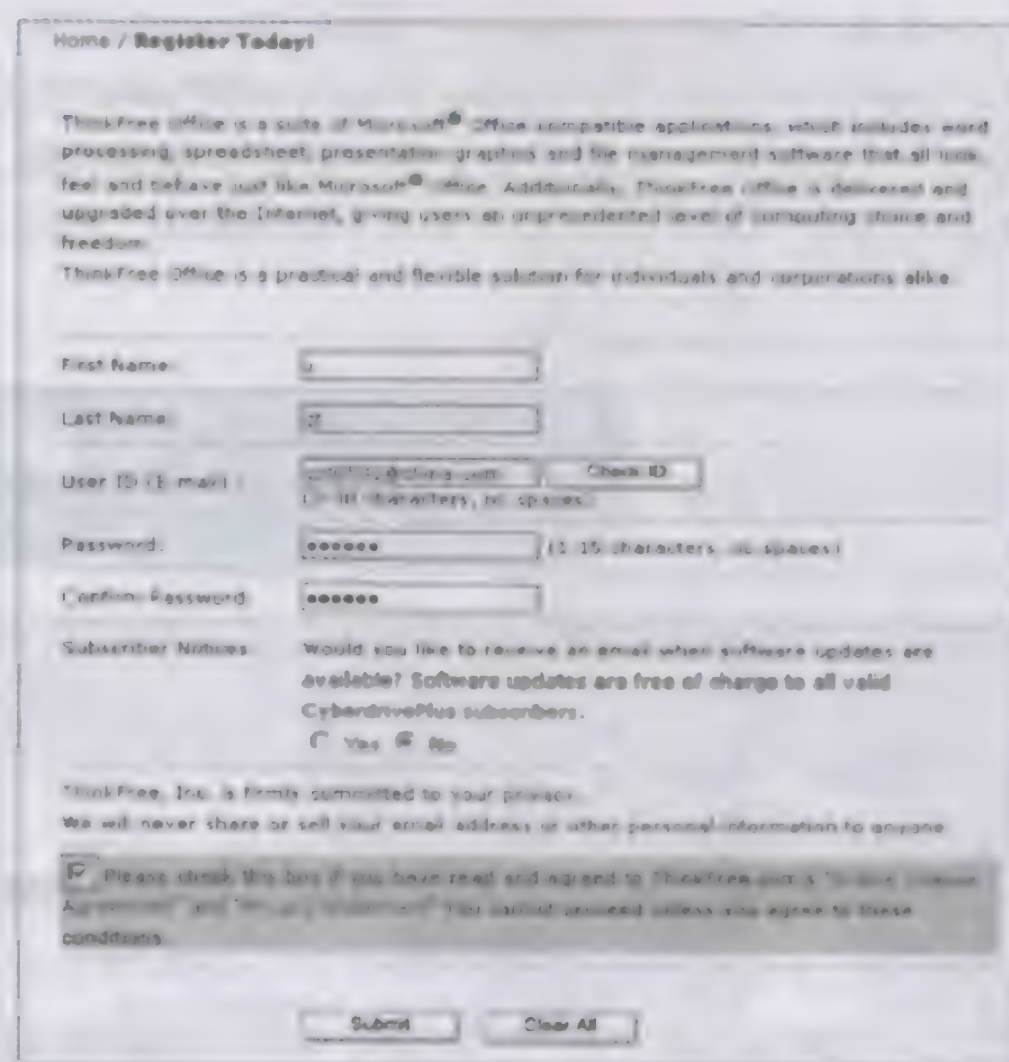 Home / Register Today!
ThinkFree Office is a suite of Microsoft® Office compatible applications, which includes word
processing, spreadsheet, presentation graphics and file management software that all look,
feel and behave just like Microsoft® Office. Additionally, ThinkFree Office is delivered and
upgraded over the Internet, giving users an unprecedented level of computing choice and
freedom.
ThinkFree Office is a practical and flexible solution for individuals and corporations alike.
First Name:
Last Name:
User ID (E-mail):
Check ID
characters, no spaces)
Password:
●●●●●●
15 characters, no spaces)
Confirm Password:
●●●●●●
Subscriber Notices:
Would you like to receive an email when software updates are
available? Software updates are free of charge to all valid
CyberdrivePlus subscribers.
Yes No
ThinkFree, Inc. is firmly committed to your privacy.
We will never share or sell your email address or other personal information to anyone.
Please check this box if you have read and agreed to ThinkFree.com's
Agreement" and You cannot proceed unless you agree to these
conditions.
Submit Clear All